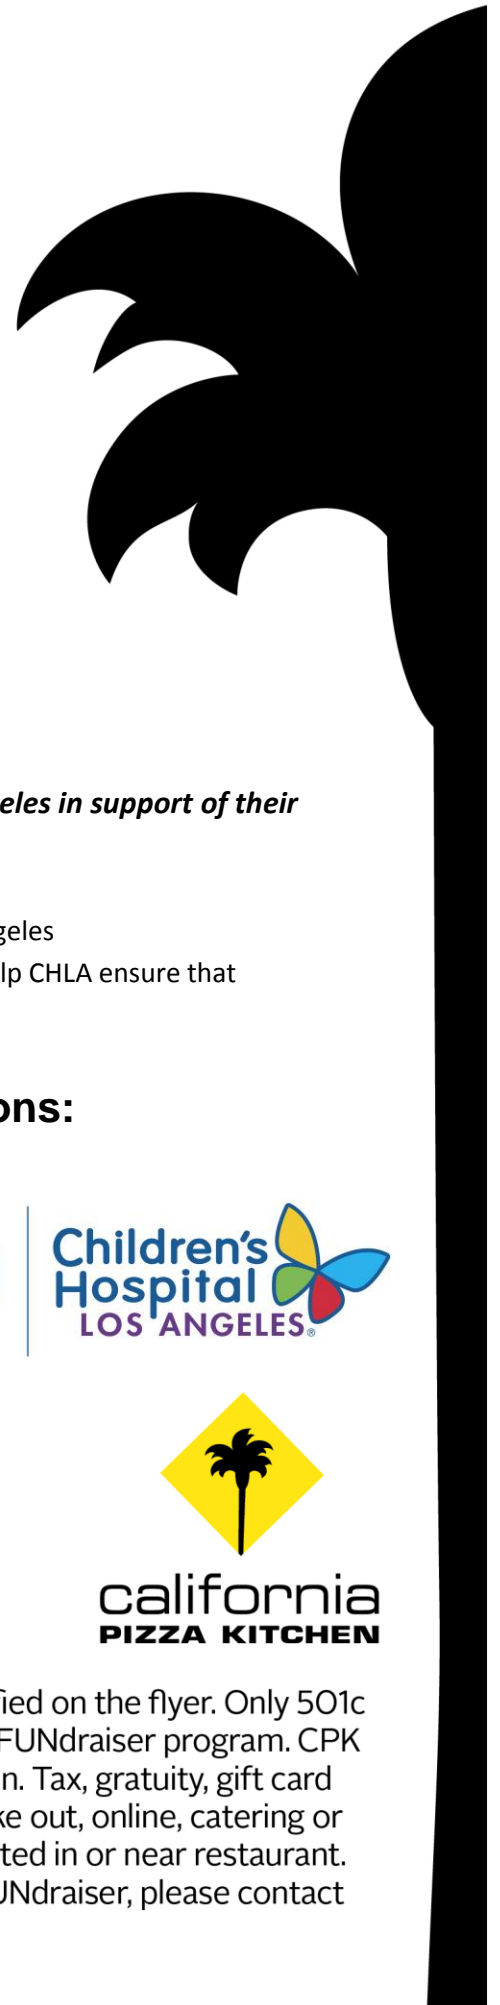 eles in support of their
geles
lp CHLA ensure that
ons:
Children's
Hospital
LOS ANGELES®
california
PIZZA KITCHEN
fied on the flyer. Only 501c
FUNdraiser program. CPK
n. Tax, gratuity, gift card
ke out, online, catering or
ted in or near restaurant.
UNdraiser, please contact